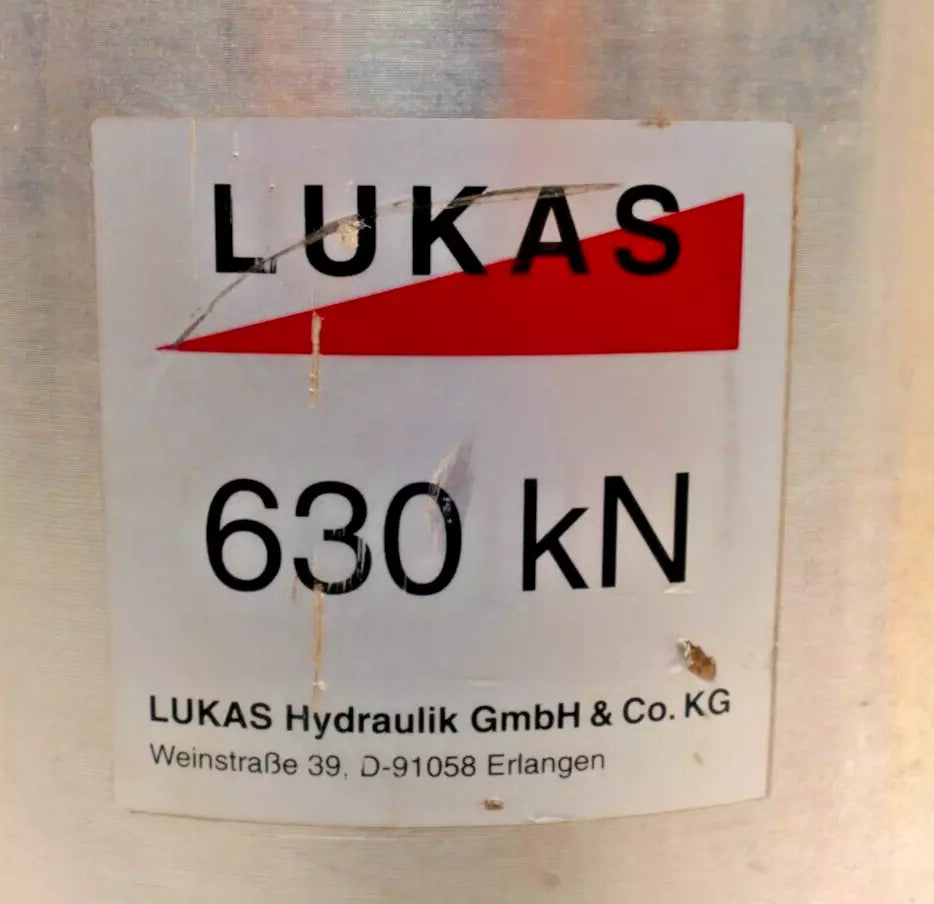 LUKAS
630 kN
LUKAS Hydraulik GmbH & Co. KG
Weinstraße 39, D-91058 Erlangen